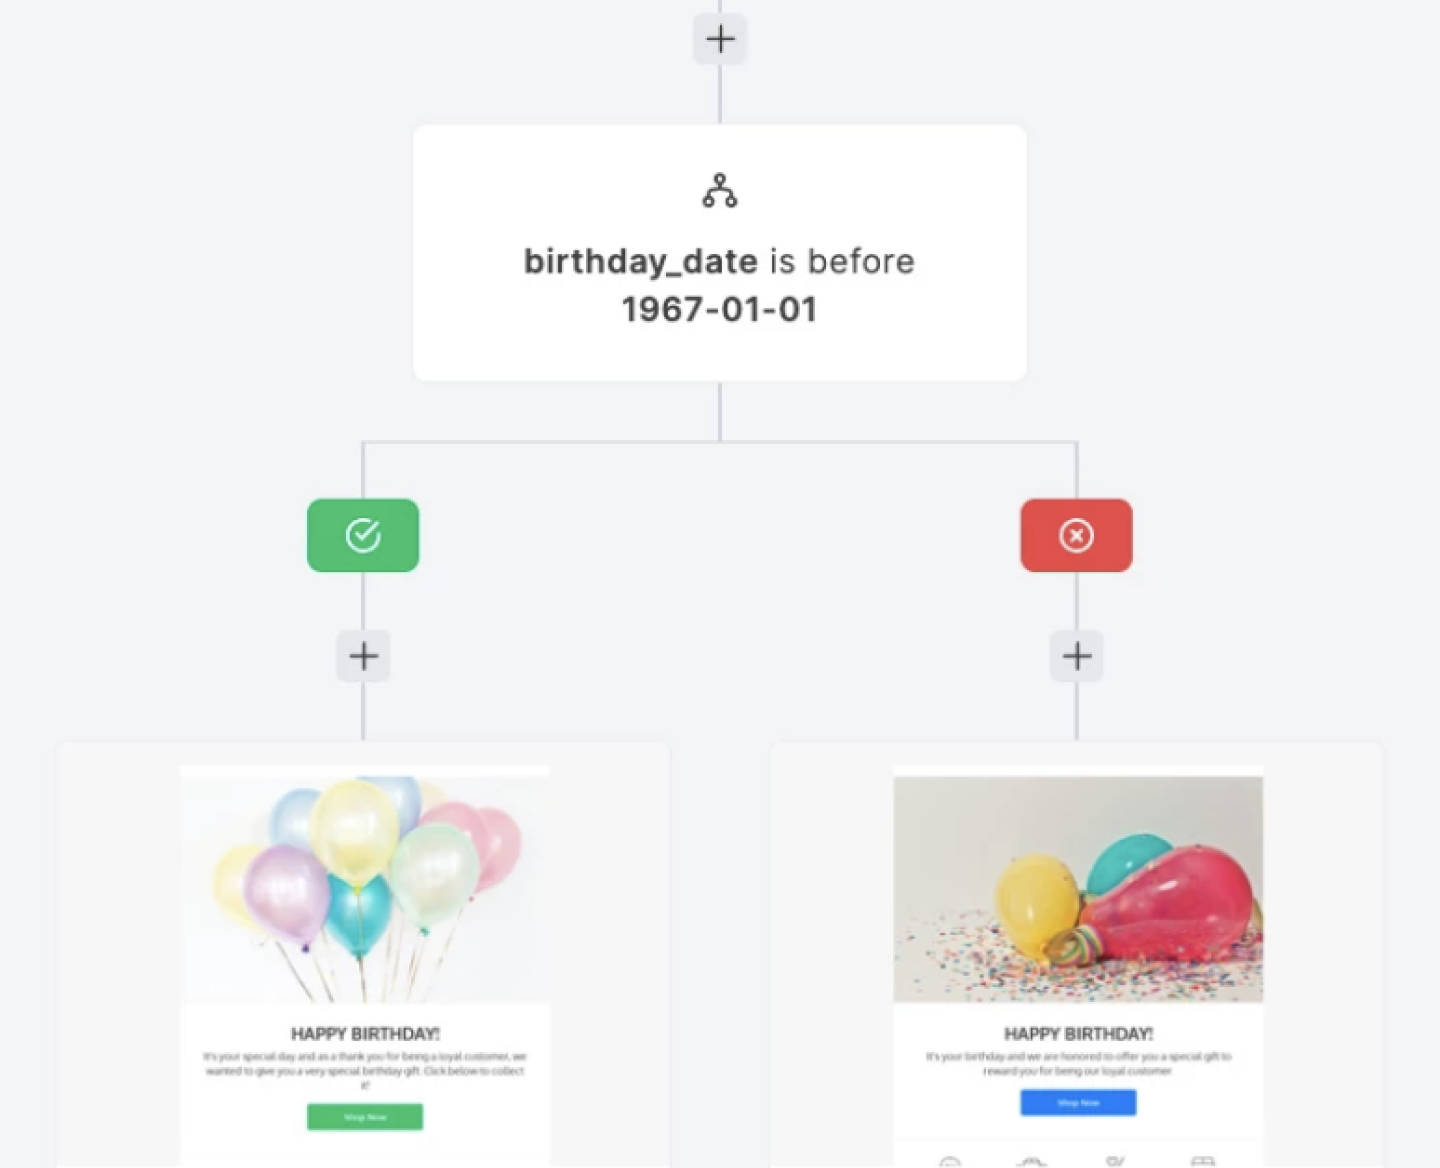 birthday_date is before
1967-01-01
HAPPY BIRTHDAY!
It's your special day and as a thank you for being a loyal customer, we
wanted to give you a very special birthday gift. Click below to collect
it!
Shop Now
HAPPY BIRTHDAY!
It's your birthday and we are honored to offer you a special gift to
reward you for being our loyal customer.
Shop Now